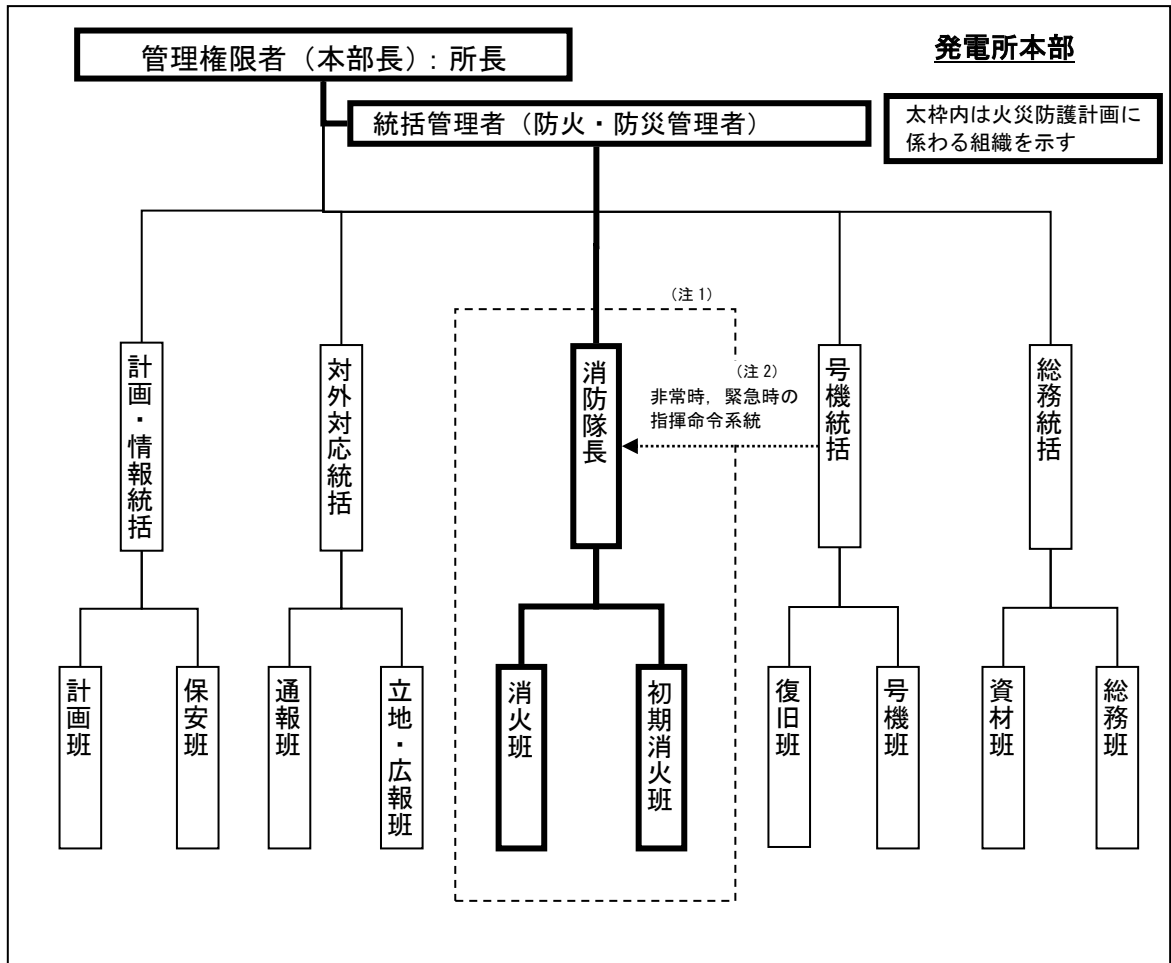 管理権限者（本部長）：所長
発電所本部
統括管理者（防火・防災管理者）
太枠内は火災防護計画に
係わる組織を示す
（注1）
計画・情報統括
対外対応統括
消防隊長
（注2）
非常時，緊急時の
指揮命令系統
号機統括
総務統括
計画班
保安班
通報班
立地・広報班
消火班
初期消火班
復旧班
号機班
資材班
総務班